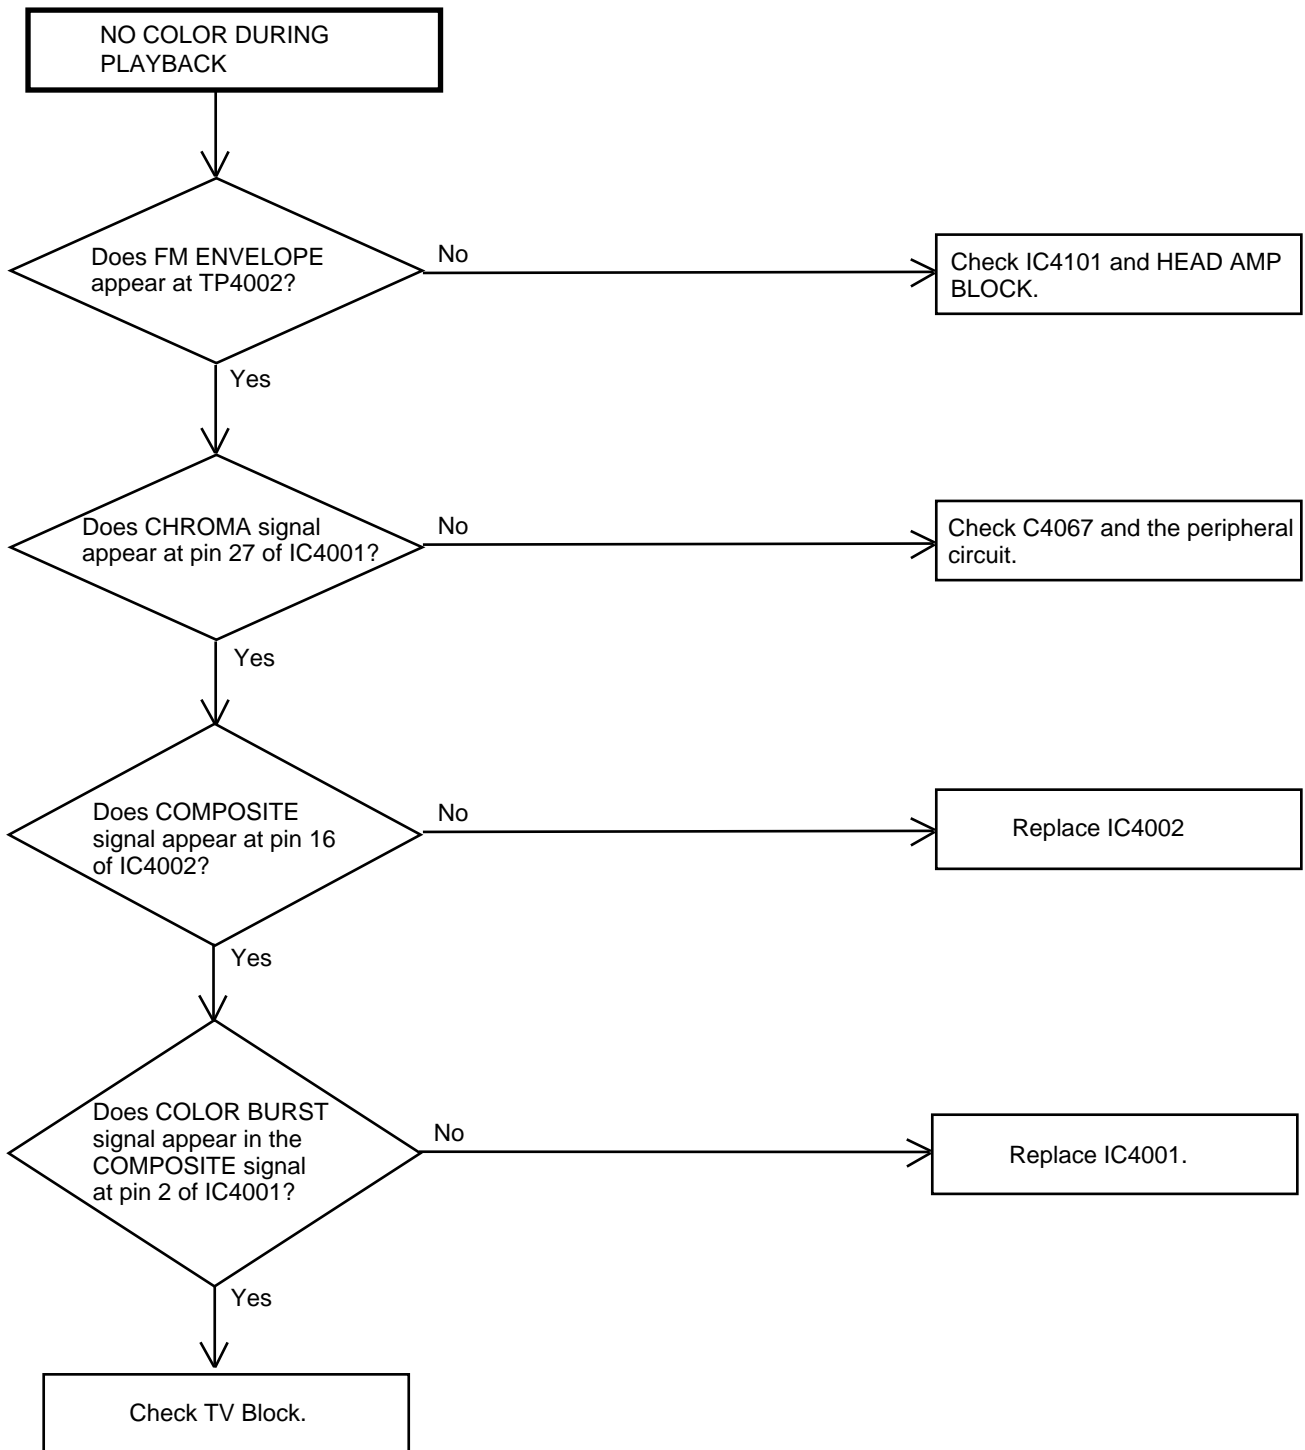 NO COLOR DURING
PLAYBACK
Does FM ENVELOPE
appear at TP4002?
No
Check IC4101 and HEAD AMP
BLOCK.
Yes
Does CHROMA signal
appear at pin 27 of IC4001?
No
Check C4067 and the peripheral
circuit.
Yes
Does COMPOSITE
signal appear at pin 16
of IC4002?
No
Replace IC4002
Yes
Does COLOR BURST
signal appear in the
COMPOSITE signal
at pin 2 of IC4001?
No
Replace IC4001.
Yes
Check TV Block.